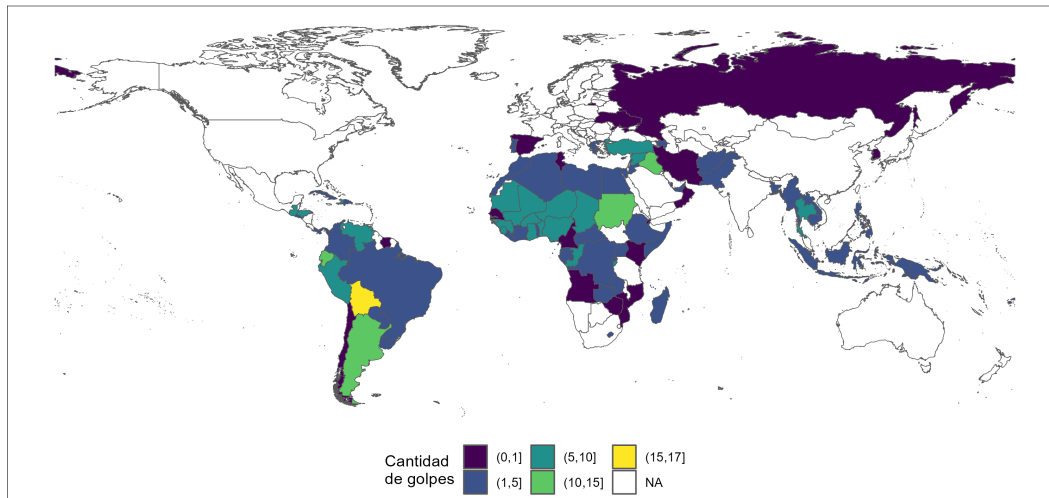 Cantidad
de golpes
(0,1]
(5,10]
(15,17]
(1,5]
(10,15]
NA